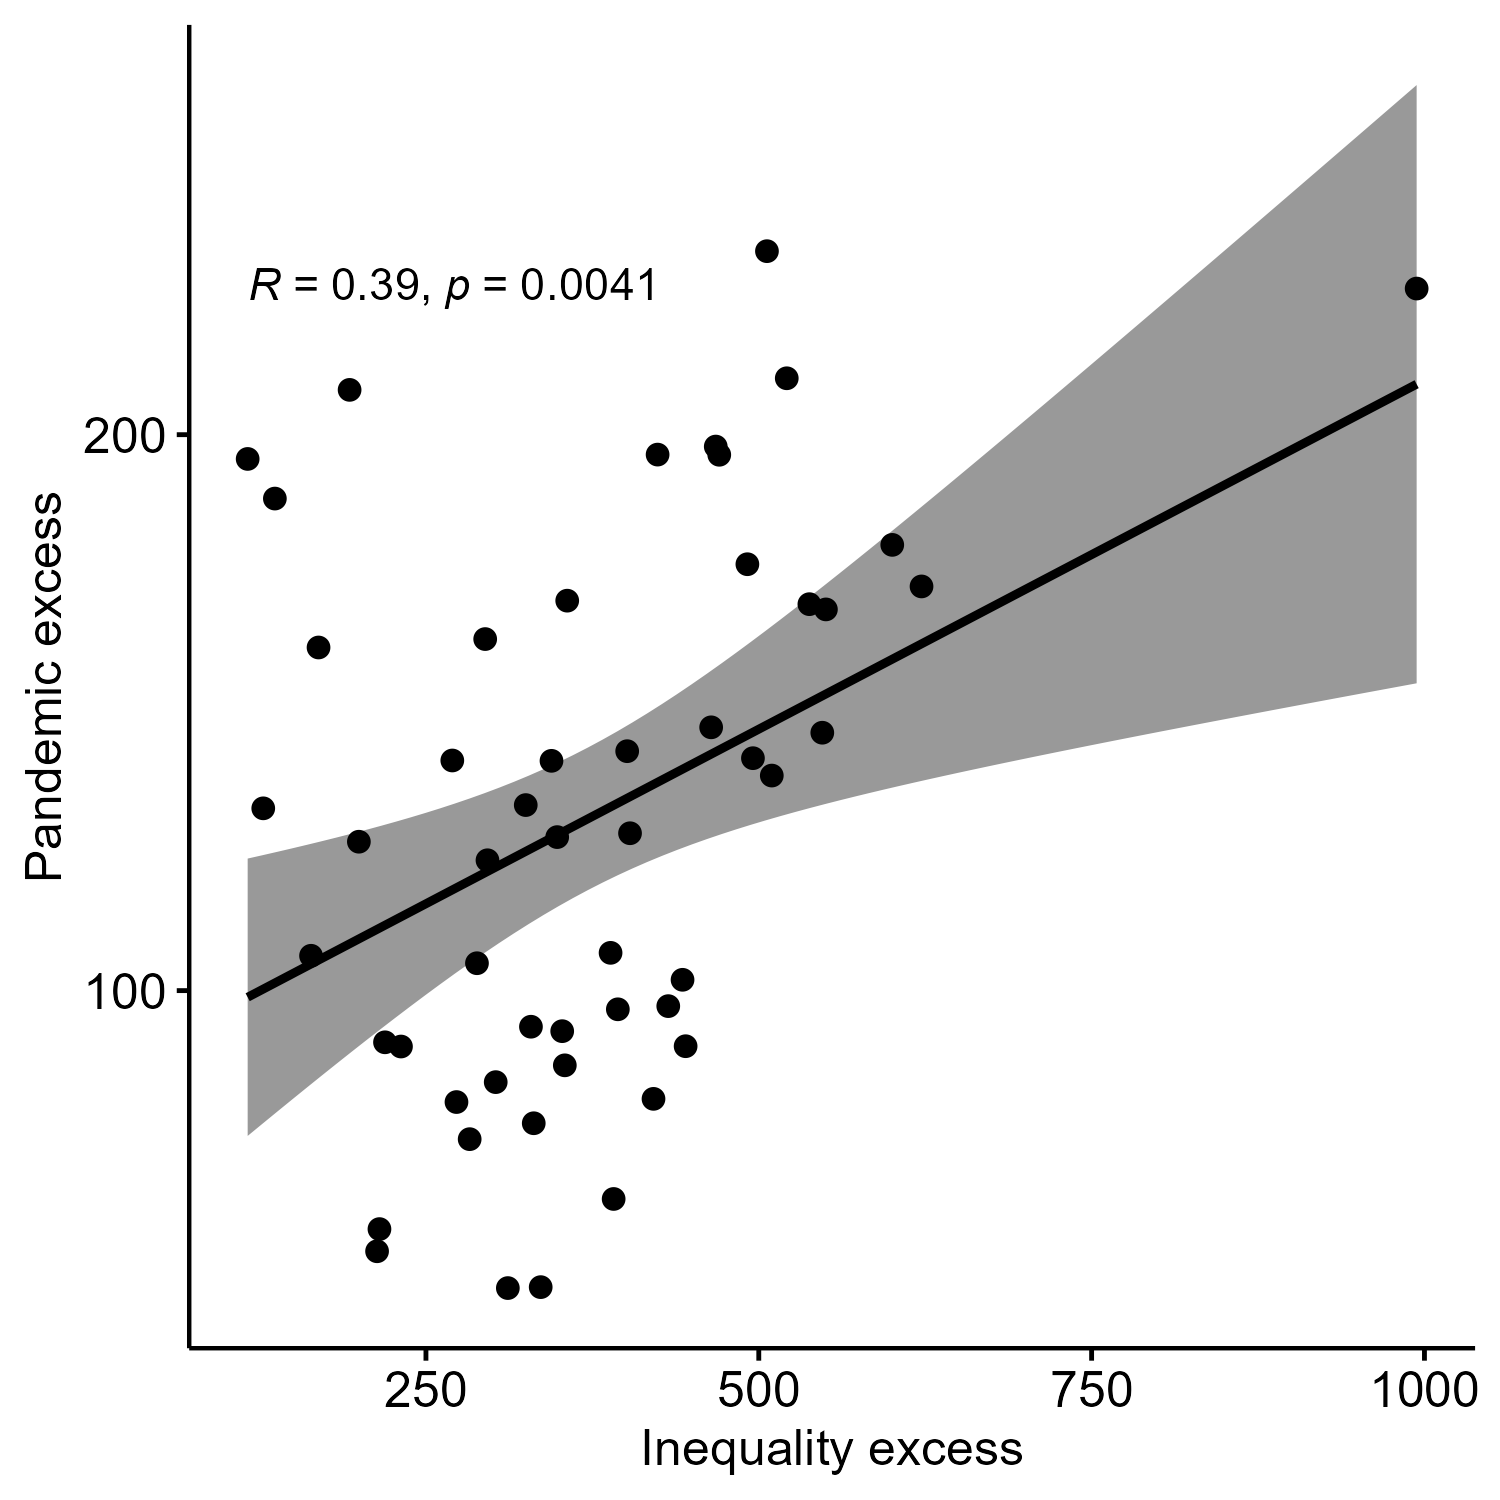 R = 0.39, p = 0.0041
200
100
Pandemic excess
250 500 750 1000
Inequality excess